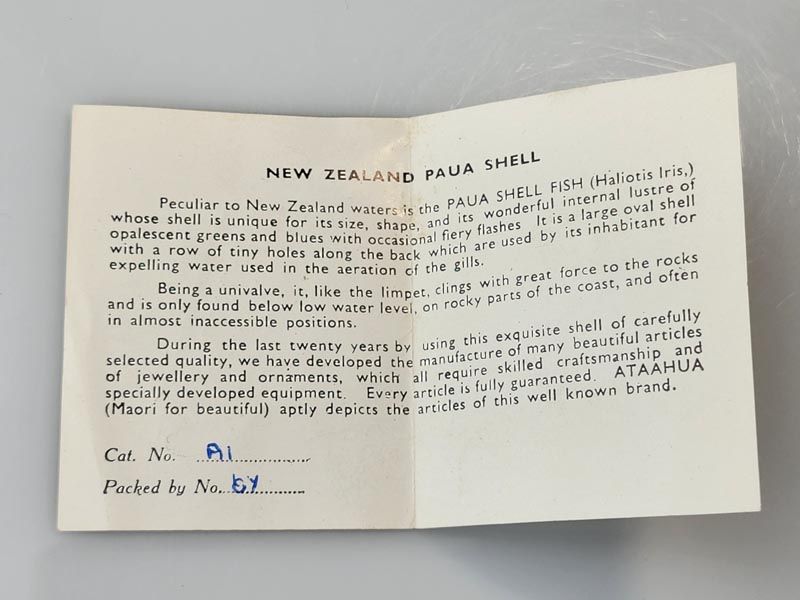 NEW ZEALAND PAUA SHELL
Peculiar to New Zealand waters is the PAUA SHELL FISH (Haliotis Iris,)
whose shell is unique for its size, shape, and its wonderful internal lustre of
opalescent greens and blues with occasional fiery flashes It is a large oval shell
with a row of tiny holes along the back which are used by its inhabitant for
expelling water used in the aeration of the gills.
Being a univalve, it, like the limpet, clings with great force to the rocks
and is only found below low water level, on rocky parts of the coast, and often
in almost inaccessible positions.
During the last twenty years by using this exquisite shell of carefully
selected quality, we have developed the manufacture of many beautiful articles
of jewellery and ornaments, which all require skilled craftsmanship and
specially developed equipment. Every article is fully guaranteed. ATAAHUA
(Maori for beautiful) aptly depicts the articles of this well known brand.
Cat. No. A1
Packed by No.